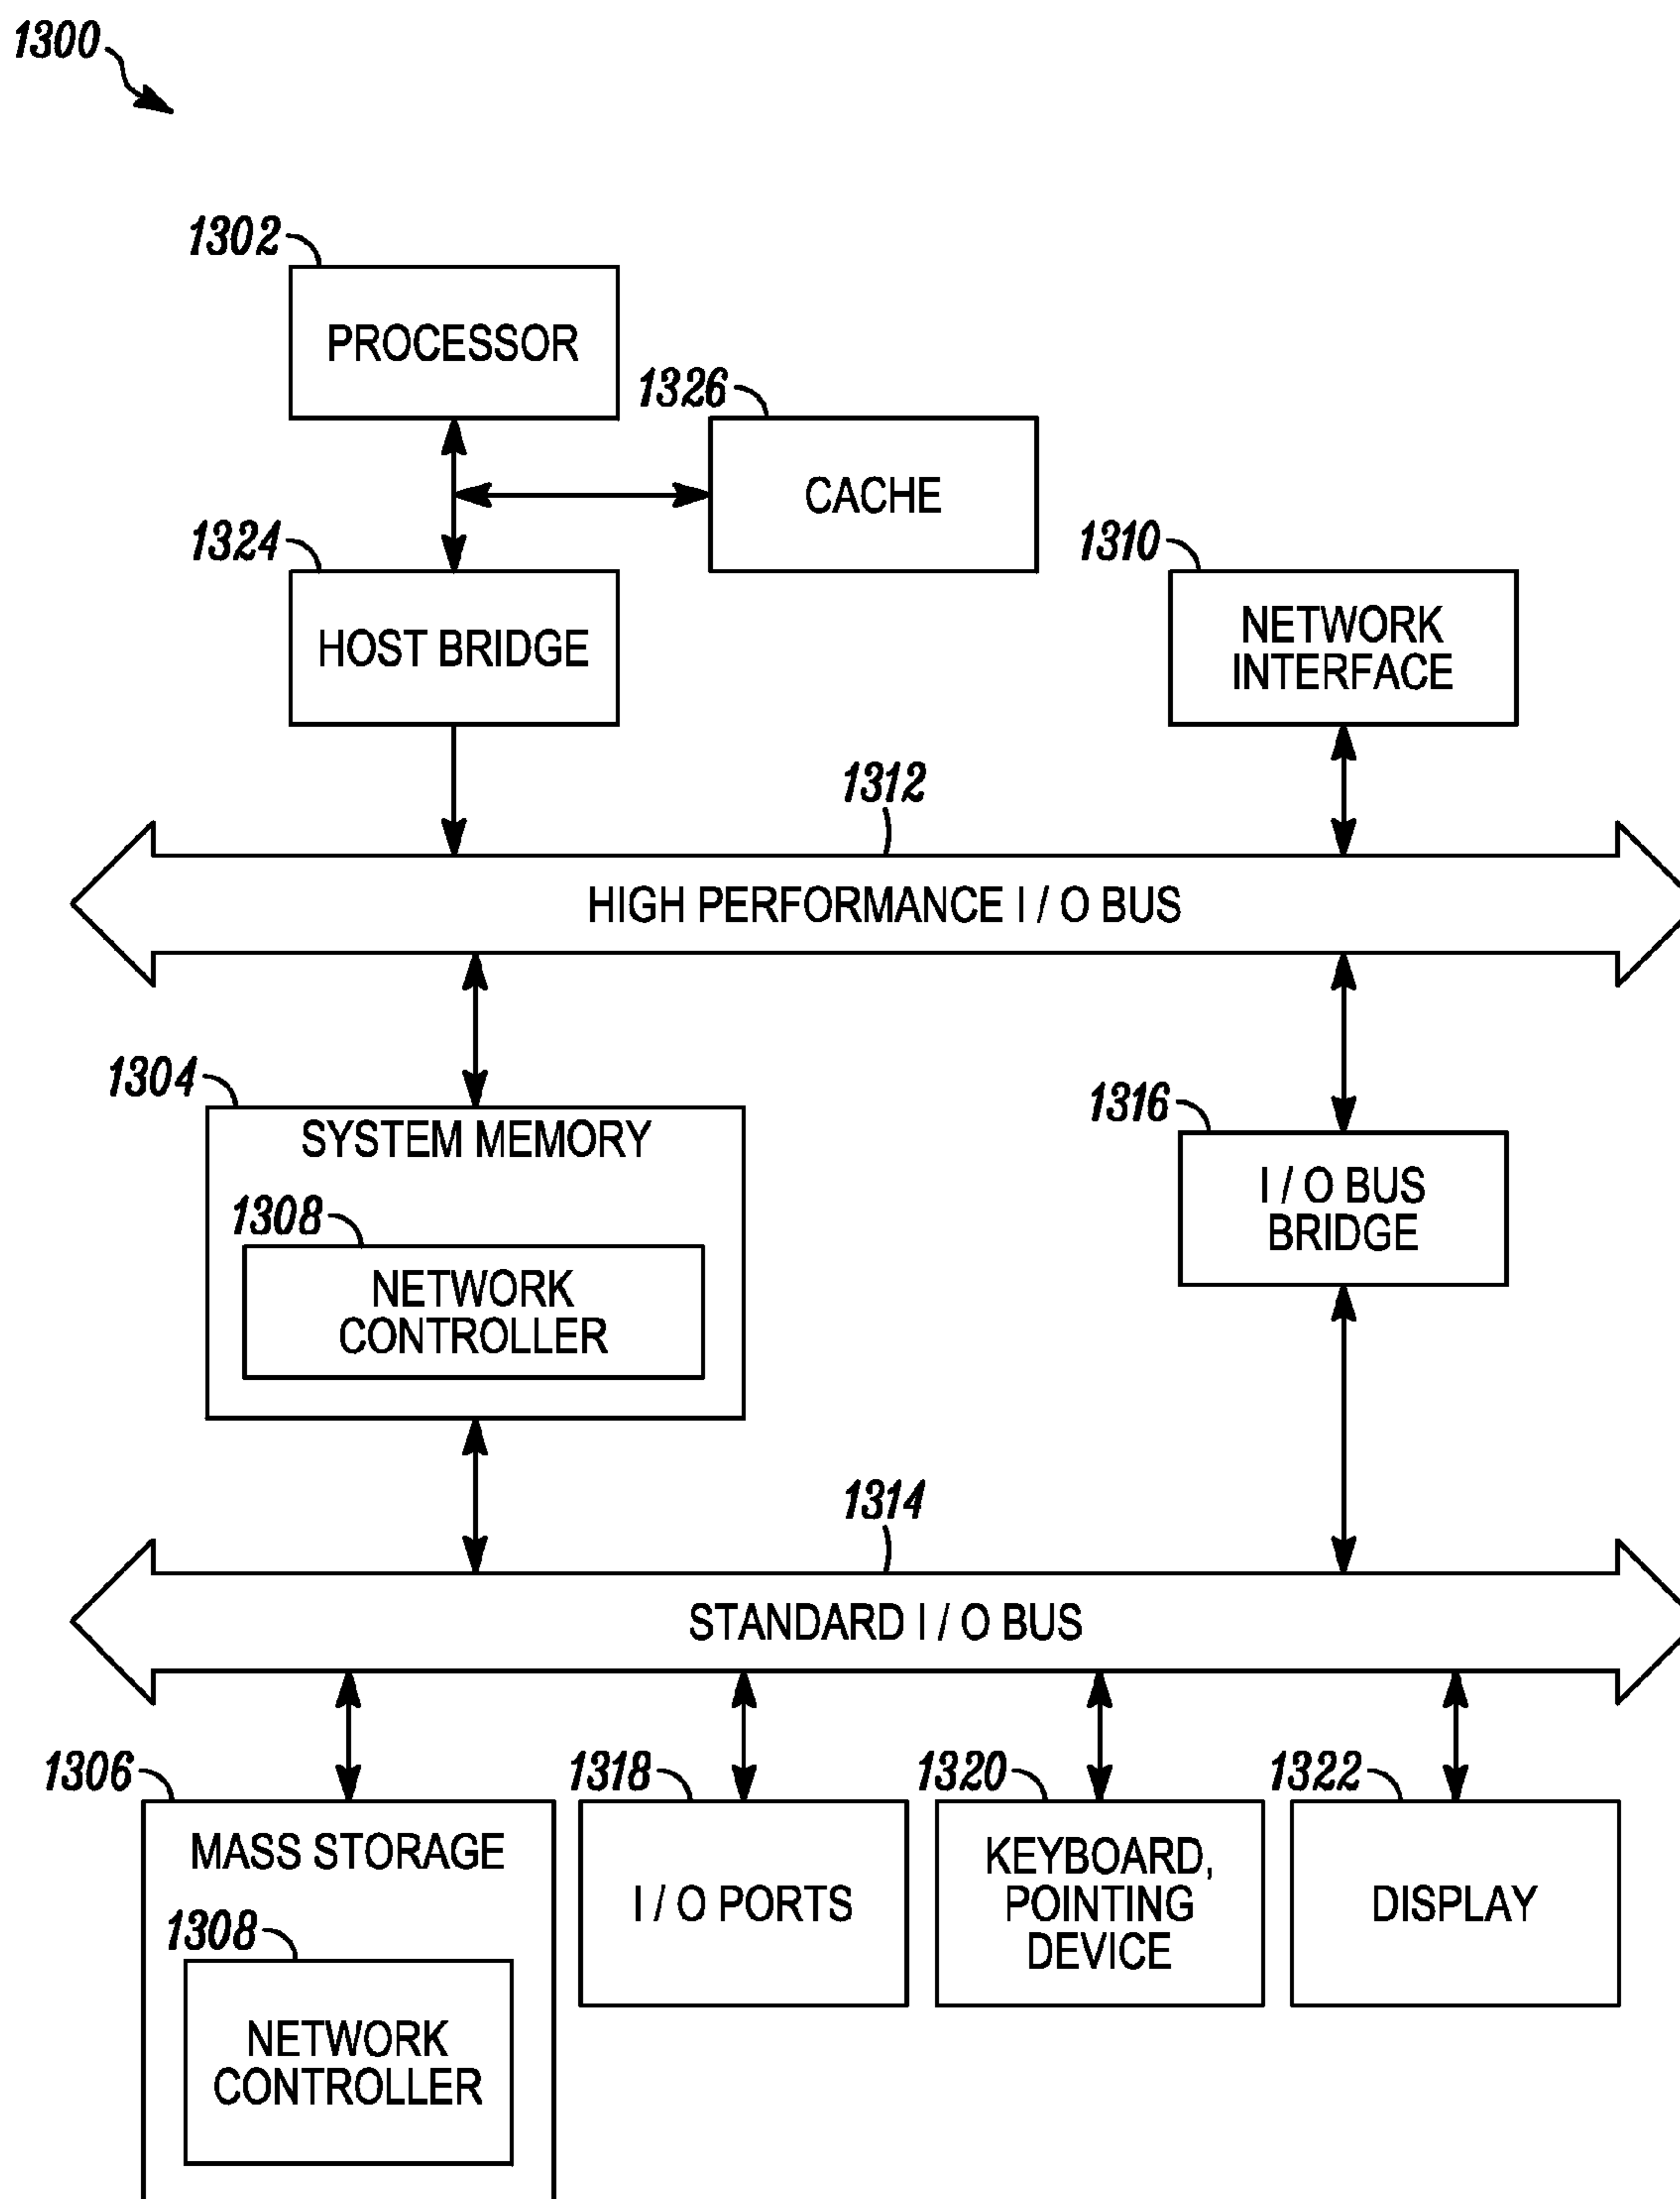 1300
1302
PROCESSOR
1326
CACHE
1324
HOST BRIDGE
1310
NETWORK
INTERFACE
1312
HIGH PERFORMANCE I / O BUS
1304
SYSTEM MEMORY
1308
NETWORK
CONTROLLER
1316
I / O BUS
BRIDGE
1314
STANDARD I / O BUS
1306
MASS STORAGE
1308
NETWORK
CONTROLLER
1318
I / O PORTS
1320
KEYBOARD,
POINTING
DEVICE
1322
DISPLAY